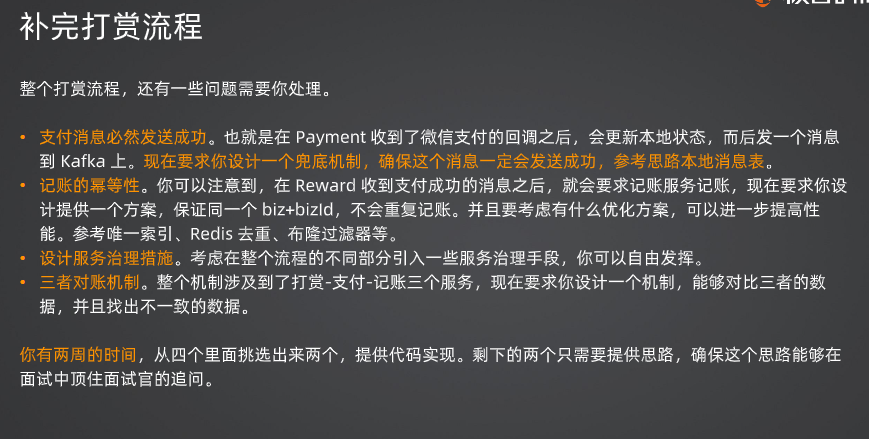 补完打赏流程
整个打赏流程，还有一些问题需要你处理。
• 支付消息必然发送成功。也就是在 Payment 收到了微信支付的回调之后，会更新本地状态，而后发一个消息
到 Kafka 上。现在要求你设计一个兜底机制，确保这个消息一定会发送成功，参考思路本地消息表。
• 记账的幂等性。你可以注意到，在 Reward 收到支付成功的消息之后，就会要求记账服务记账，现在要求你设
计提供一个方案，保证同一个 biz+bizId，不会重复记账。并且要考虑有什么优化方案，可以进一步提高性
能。参考唯一索引、Redis 去重、布隆过滤器等。
• 设计服务治理措施。考虑在整个流程的不同部分引入一些服务治理手段，你可以自由发挥。
• 三者对账机制。整个机制涉及到了打赏-支付-记账三个服务，现在要求你设计一个机制，能够对比三者的数
据，并且找出不一致的数据。
你有两周的时间，从四个里面挑选出来两个，提供代码实现。剩下的两个只需要提供思路，确保这个思路能够在
面试中顶住面试官的追问。